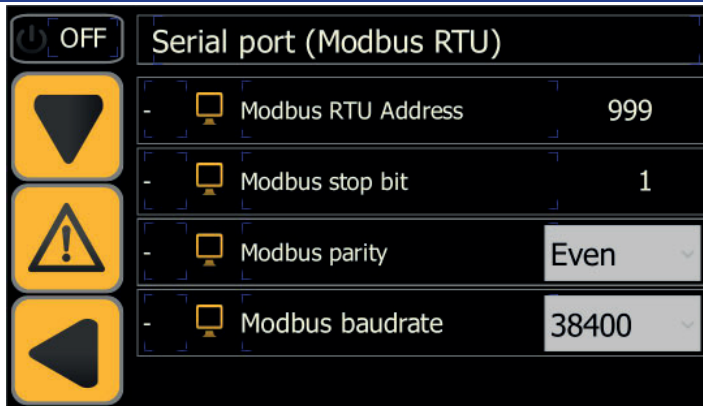 OFF
Serial port (Modbus RTU)
- Modbus RTU Address 999
- Modbus stop bit 1
- Modbus parity Even
- Modbus baudrate 38400